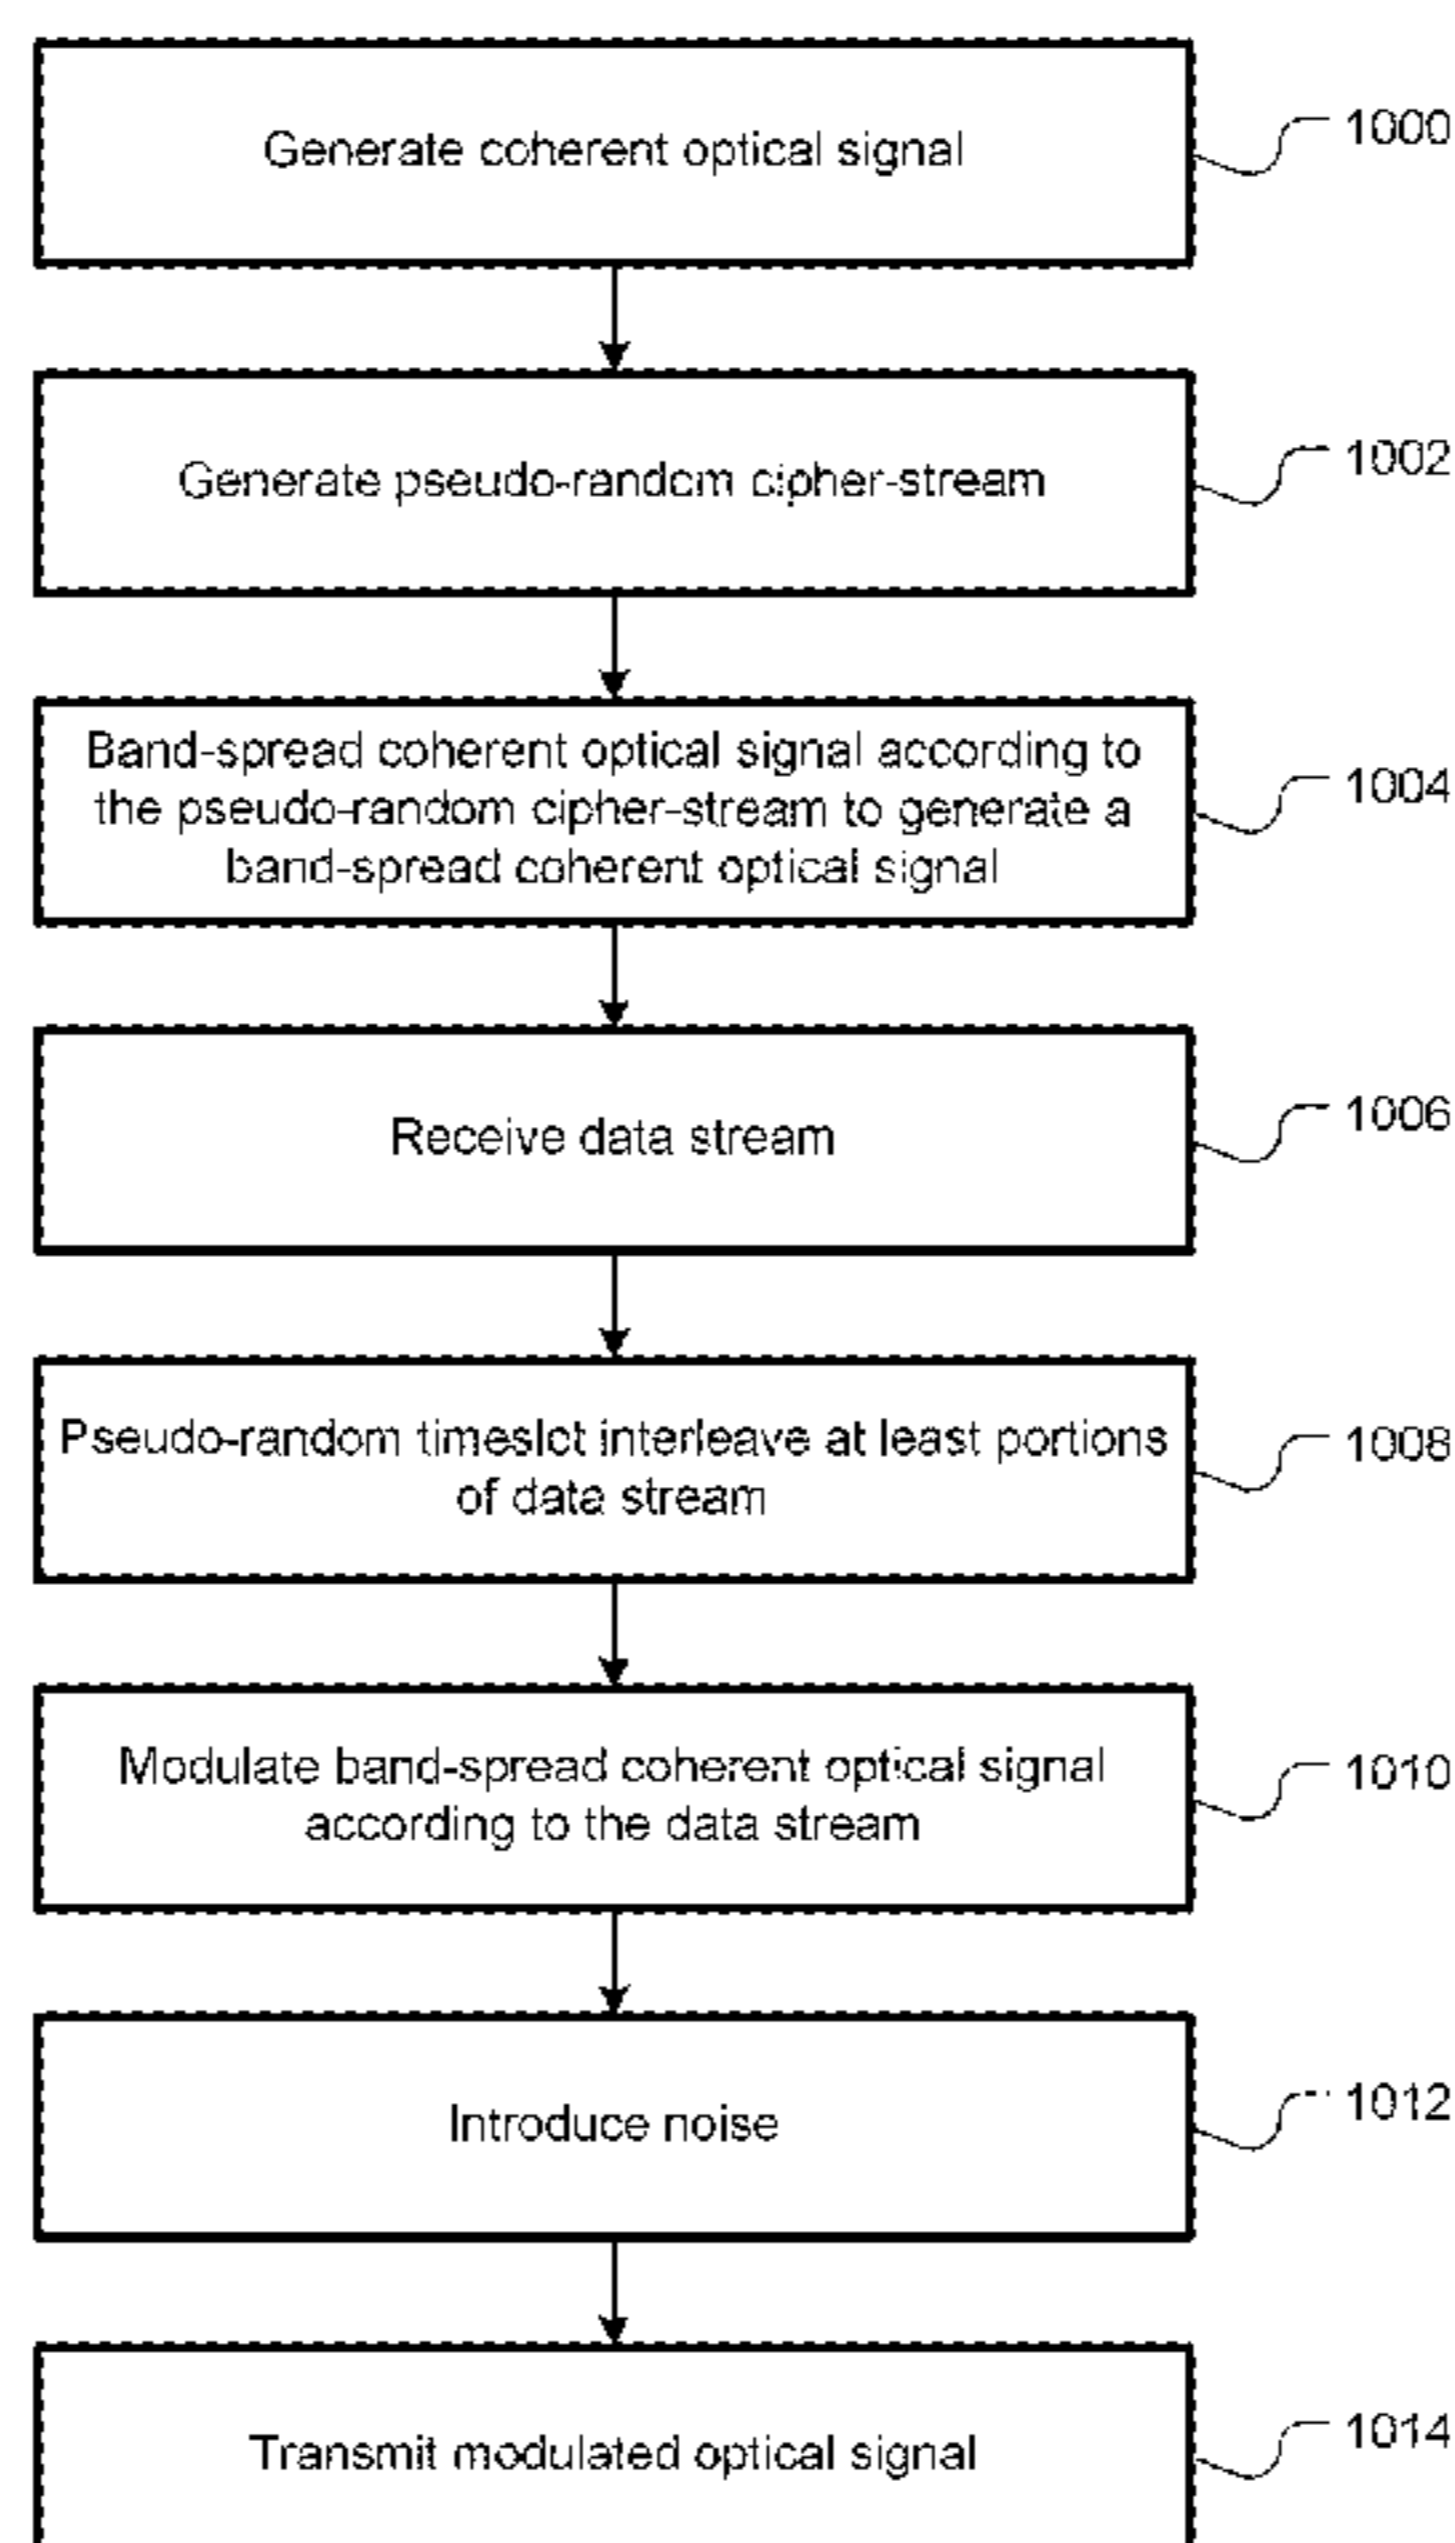 Generate coherent optical signal
1000
Generate pseudo-random cipher-stream
1002
Band-spread coherent optical signal according to
the pseudo-random cipher-stream to generate a
band-spread coherent optical signal
1004
Receive data stream
1006
Pseudo-random timeslot interleave at least portions
of data stream
1008
Modulate band-spread coherent optical signal
according to the data stream
1010
Introduce noise
1012
Transmit modulated optical signal
1014